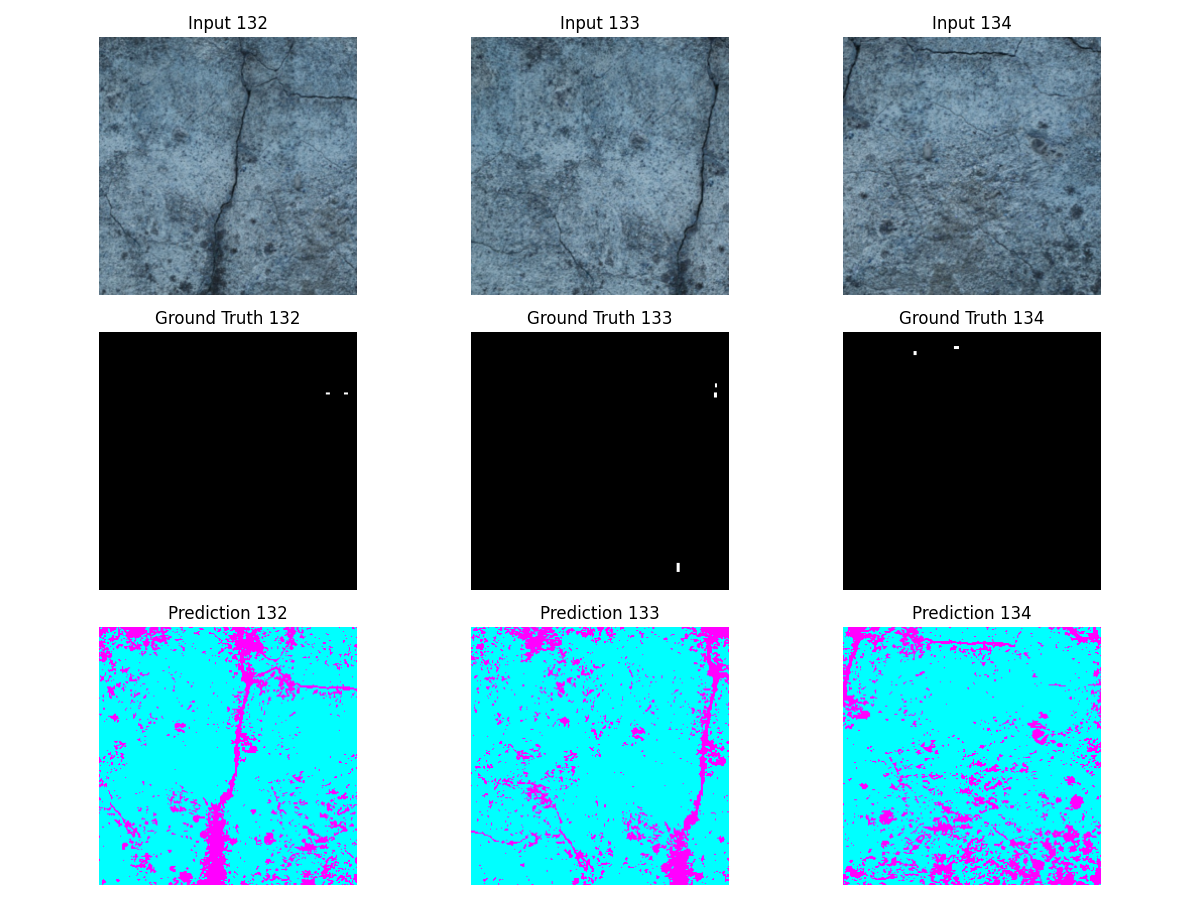 Input 132
Input 133
Input 134
Ground Truth 132
Ground Truth 133
Ground Truth 134
Prediction 132
Prediction 133
Prediction 134